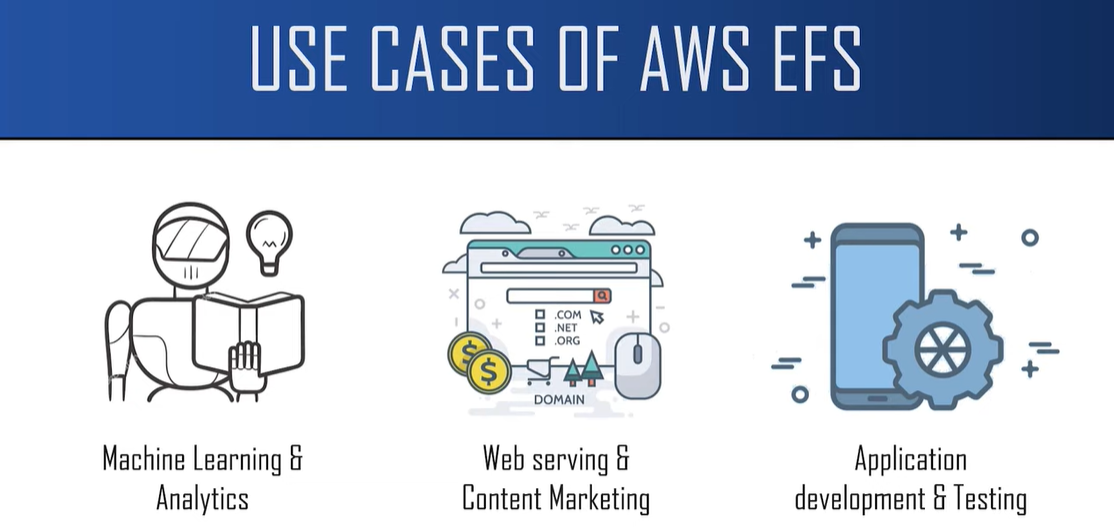 USE CASES OF AWS EFS
.COM
.NET
.ORG
$
$
DOMAIN
Machine Learning &
Analytics
Web serving &
Content Marketing
Application
development & Testing